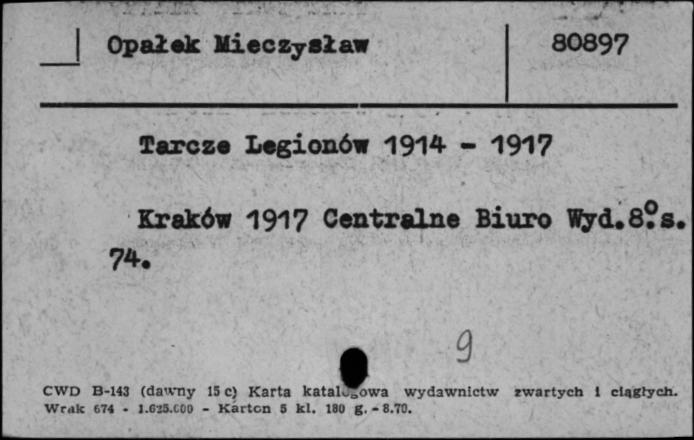 Opałek Mieczysław 80897
Tarcze Legionów 1914 - 1917
Kraków 1917 Centralne Biuro Wyd. 8º. s.
74.
9
CWD B-143 (dawny 15 c) Karta katalogowa wydawnictw zwartych i ciągłych.
Wrak 674 - 1.625.000 - Karton 5 kl. 180 g. - 8.70.